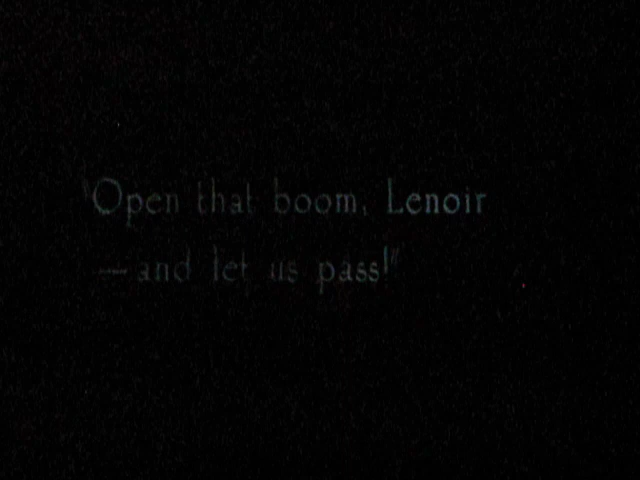 "Open that boom, Lenoir
— and let us pass!"